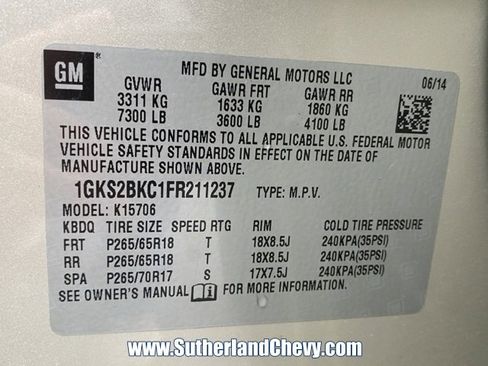 GM
MFD BY GENERAL MOTORS LLC 06/14
GVWR GAWR FRT GAWR RR
3311 KG 1633 KG 1860 KG
7300 LB 3600 LB 4100 LB
THIS VEHICLE CONFORMS TO ALL APPLICABLE U.S. FEDERAL MOTOR
VEHICLE SAFETY STANDARDS IN EFFECT ON THE DATE OF
MANUFACTURE SHOWN ABOVE.
1GKS2BKC1FR211237 TYPE: M.P.V.
MODEL: K15706
KBDQ TIRE SIZE SPEED RTG RIM COLD TIRE PRESSURE
FRT P265/65R18 T 18X8.5J 240KPA(35PSI)
RR P265/65R18 T 18X8.5J 240KPA(35PSI)
SPA P265/70R17 S 17X7.5J 240KPA(35PSI)
SEE OWNER'S MANUAL FOR MORE INFORMATION.
www.SutherlandChevy.com